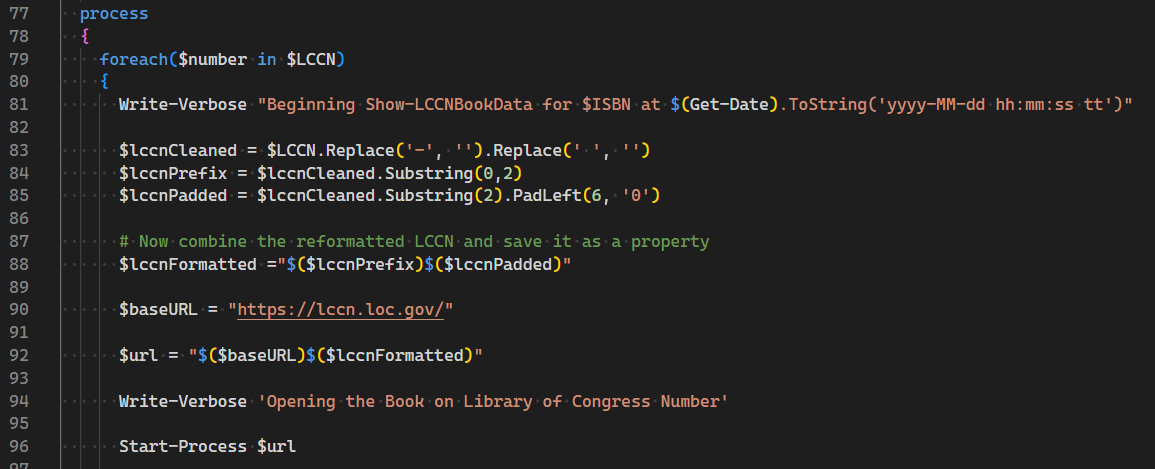 77 process
78 {
79 foreach($number in $LCCN)
80 {
81 Write-Verbose "Beginning Show-LCCNBookData for $ISBN at $(Get-Date).ToString('yyyy-MM-dd hh:mm:ss tt')"
82
83 $lccnCleaned = $LCCN.Replace('-', '').Replace(' ', '')
84 $lccnPrefix = $lccnCleaned.Substring(0,2)
85 $lccnPadded = $lccnCleaned.Substring(2).PadLeft(6, '0')
86
87 # Now combine the reformatted LCCN and save it as a property
88 $lccnFormatted ="$($lccnPrefix)$($lccnPadded)"
89
90 $baseURL = "https://lccn.loc.gov/"
91
92 $url = "$($baseURL)$($lccnFormatted)"
93
94 Write-Verbose 'Opening the Book on Library of Congress Number'
95
96 Start-Process $url
97